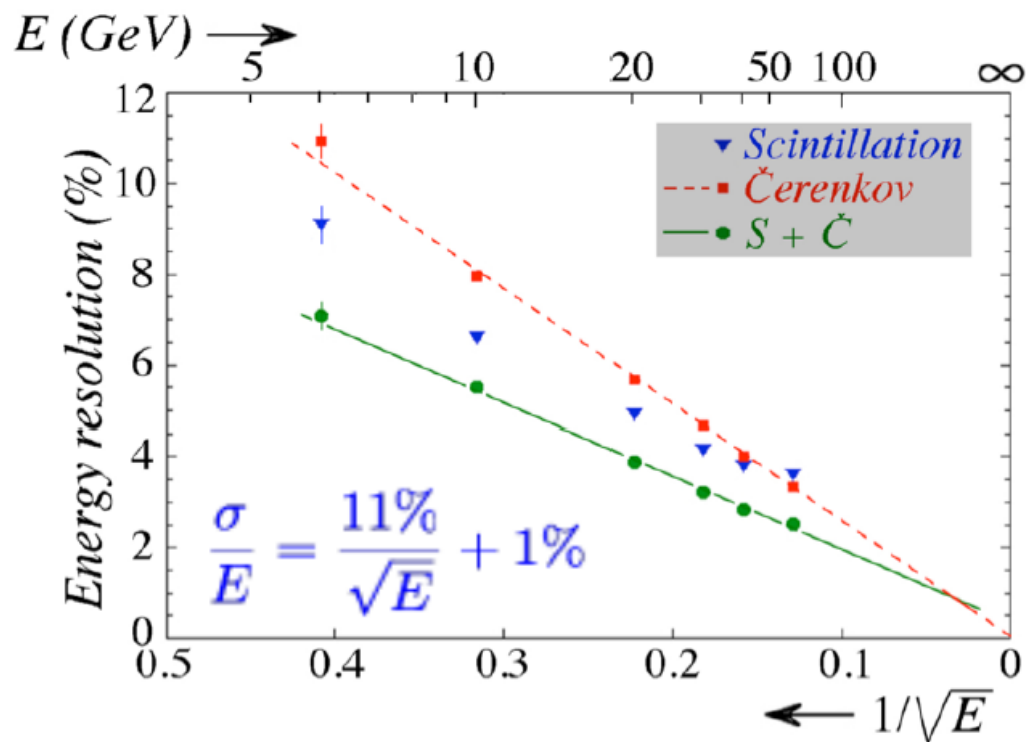 E (GeV) →
5 10 20 50 100 ∞
12
10
8
6
4
2
0
Energy resolution (%)
Scintillation
Čerenkov
S + Č
σ/E = 11%/√E + 1%
0.5 0.4 0.3 0.2 0.1 0
← 1/√E